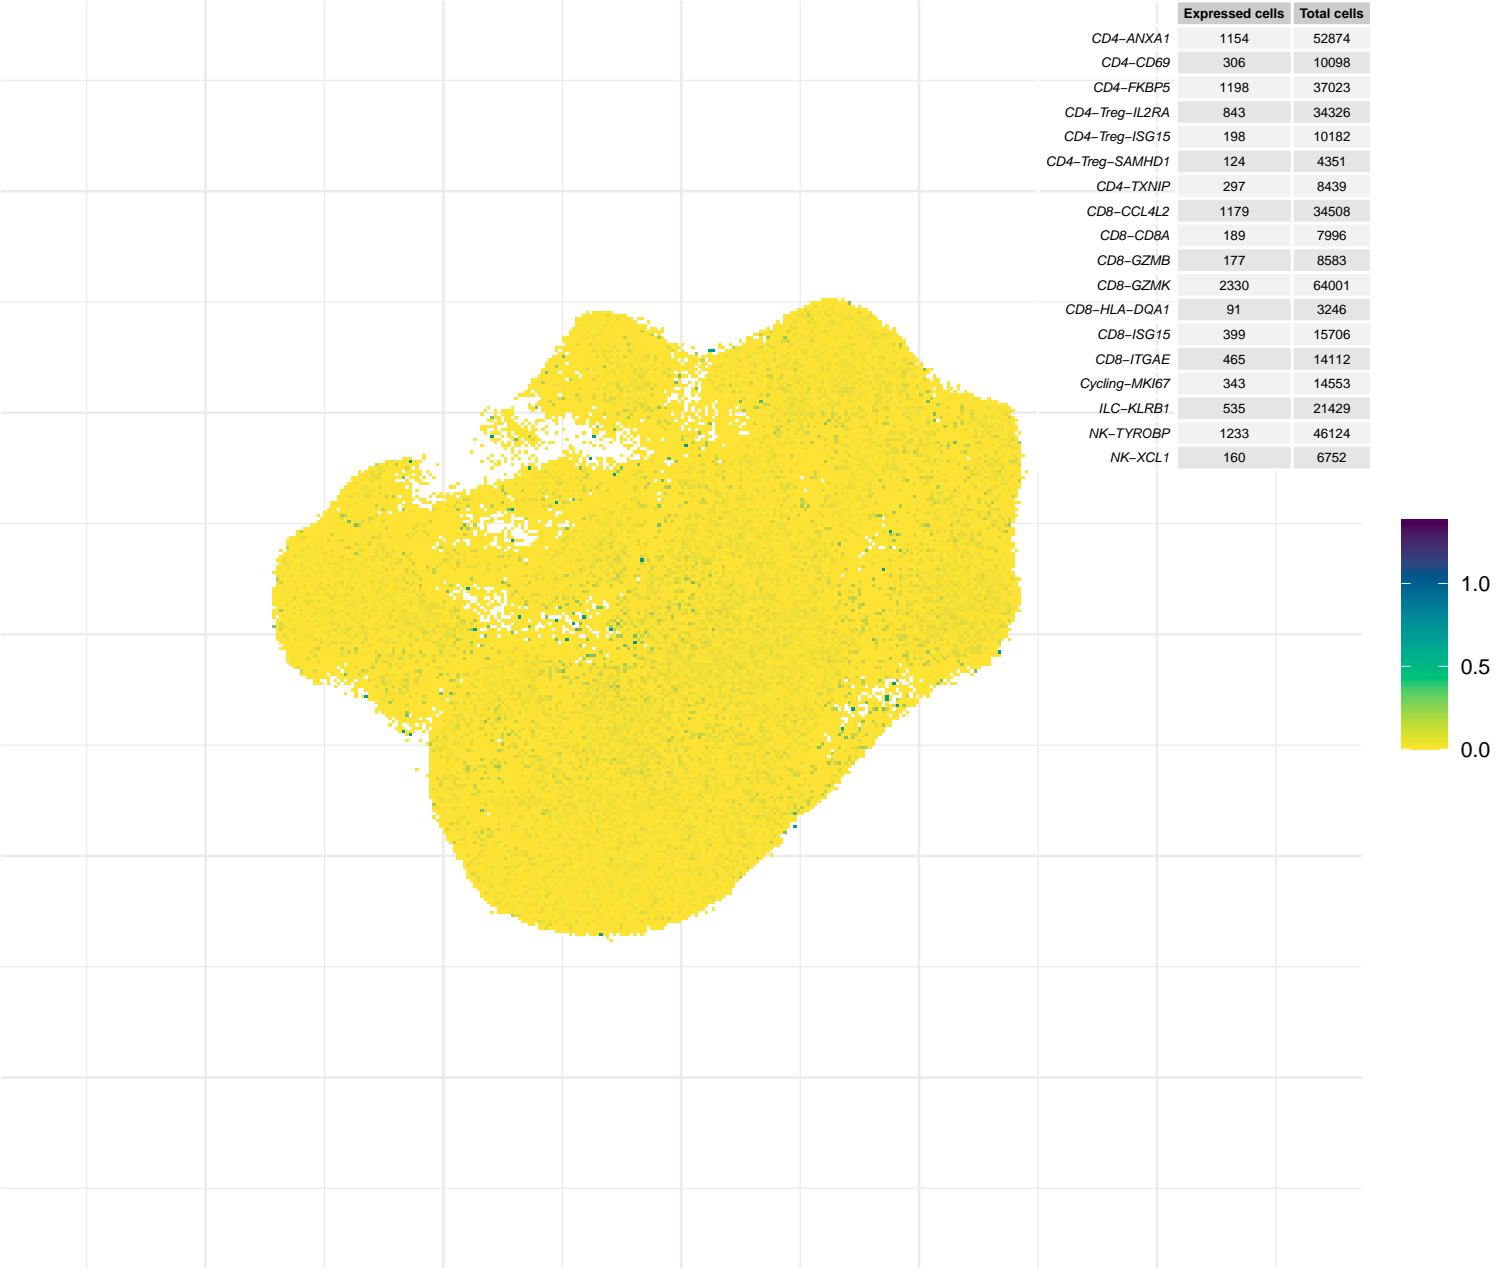 Expressed cells Total cells
CD4−ANXA1 1154 52874
CD4−CD69 306 10098
CD4−FKBP5 1198 37023
CD4−Treg−IL2RA 843 34326
CD4−Treg−ISG15 198 10182
CD4−Treg−SAMHD1 124 4351
CD4−TXNIP 297 8439
CD8−CCL4L2 1179 34508
CD8−CD8A 189 7996
CD8−GZMB 177 8583
CD8−GZMK 2330 64001
CD8−HLA−DQA1 91 3246
CD8−ISG15 399 15706
CD8−ITGAE 465 14112
Cycling−MKI67 343 14553
ILC−KLRB1 535 21429
NK−TYROBP 1233 46124
NK−XCL1 160 6752
1.0
0.5
0.0